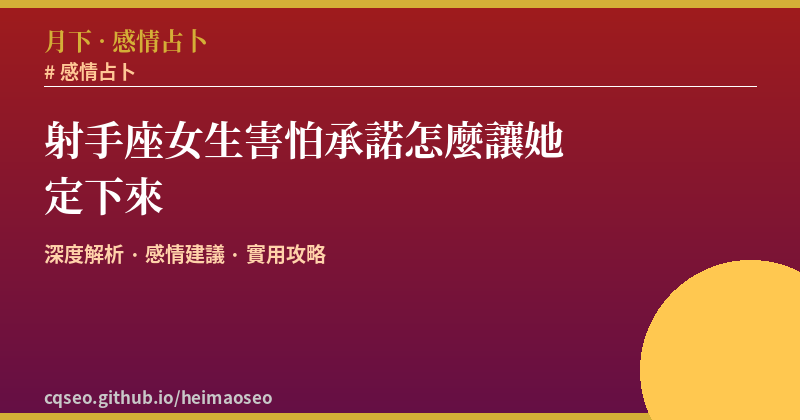 月下 · 感情占卜
# 感情占卜
射手座女生害怕承諾怎麼讓她
定下來
深度解析 · 感情建議 · 實用攻略
cqseo.github.io/heimaoseo